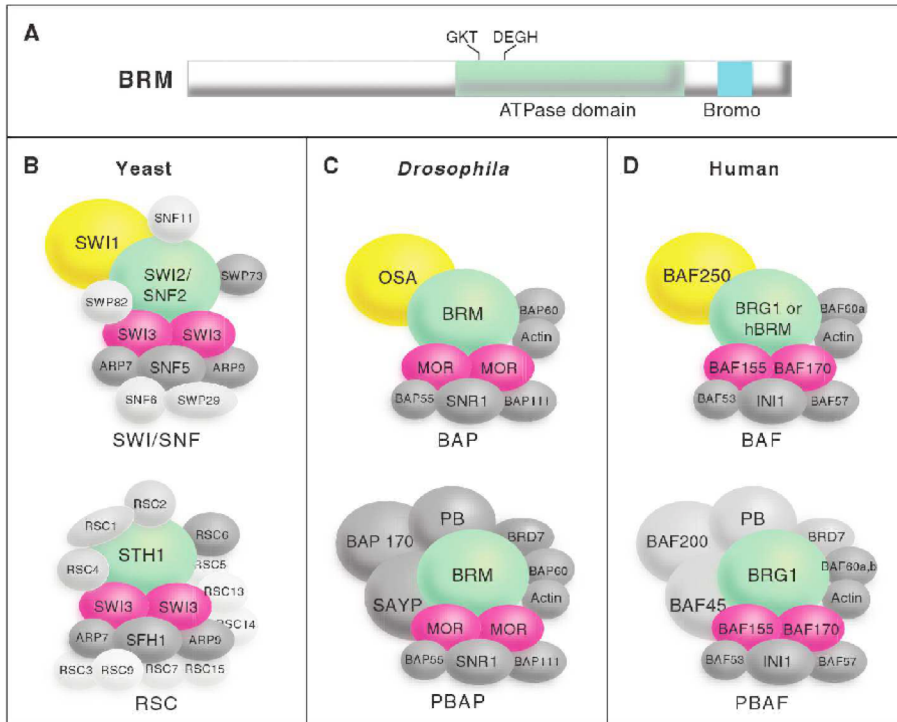 A
GKT DEGH
BRM
ATPase domain Bromo
B Yeast
SNF11
SWI1
SWI2/
SNF2
SWP73
SWP82
SWI3 SWI3
ARP7 SNF5 ARP9
SNF6 SWP29
SWI/SNF
RSC2
RSC1
STH1
RSC6
RSC4
RSC5
SWI3 SWI3
RSC13
RSC14
ARP7 SFH1 ARP9
RSC3 RSC9 RSC7 RSC15
RSC
C Drosophila
OSA
BRM
BAP60
Actin
MOR MOR
BAP55 SNR1 BAP111
BAP
PB
BAP 170
BRD7
BRM
BAP60
SAYP
Actin
MOR MOR
BAP55 SNR1 BAP111
PBAP
D Human
BAF250
BRG1 or
hBRM
BAF60a
Actin
BAF155 BAF170
BAF53 INI1 BAF57
BAF
PB
BAF200
BRD7
BRG1
BAF60a,b
BAF45
Actin
BAF155 BAF170
BAF53 INI1 BAF57
PBAF